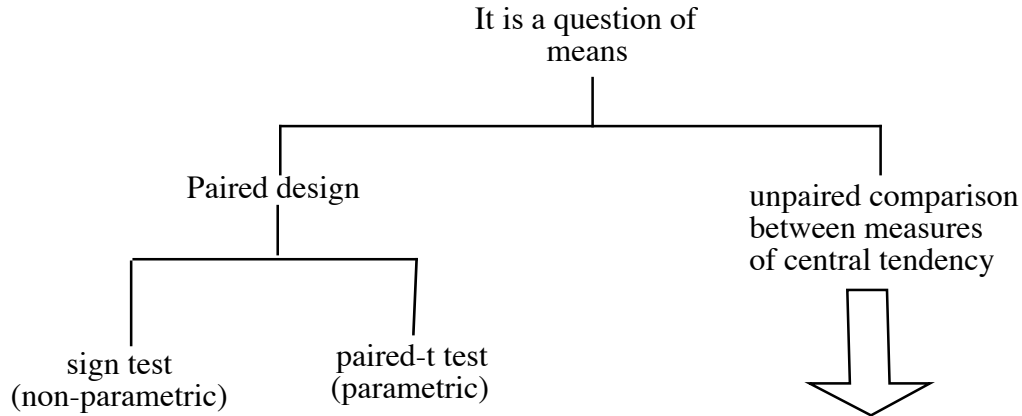 It is a question of
means
Paired design
unpaired comparison
between measures
of central tendency
sign test
(non-parametric)
paired-t test
(parametric)